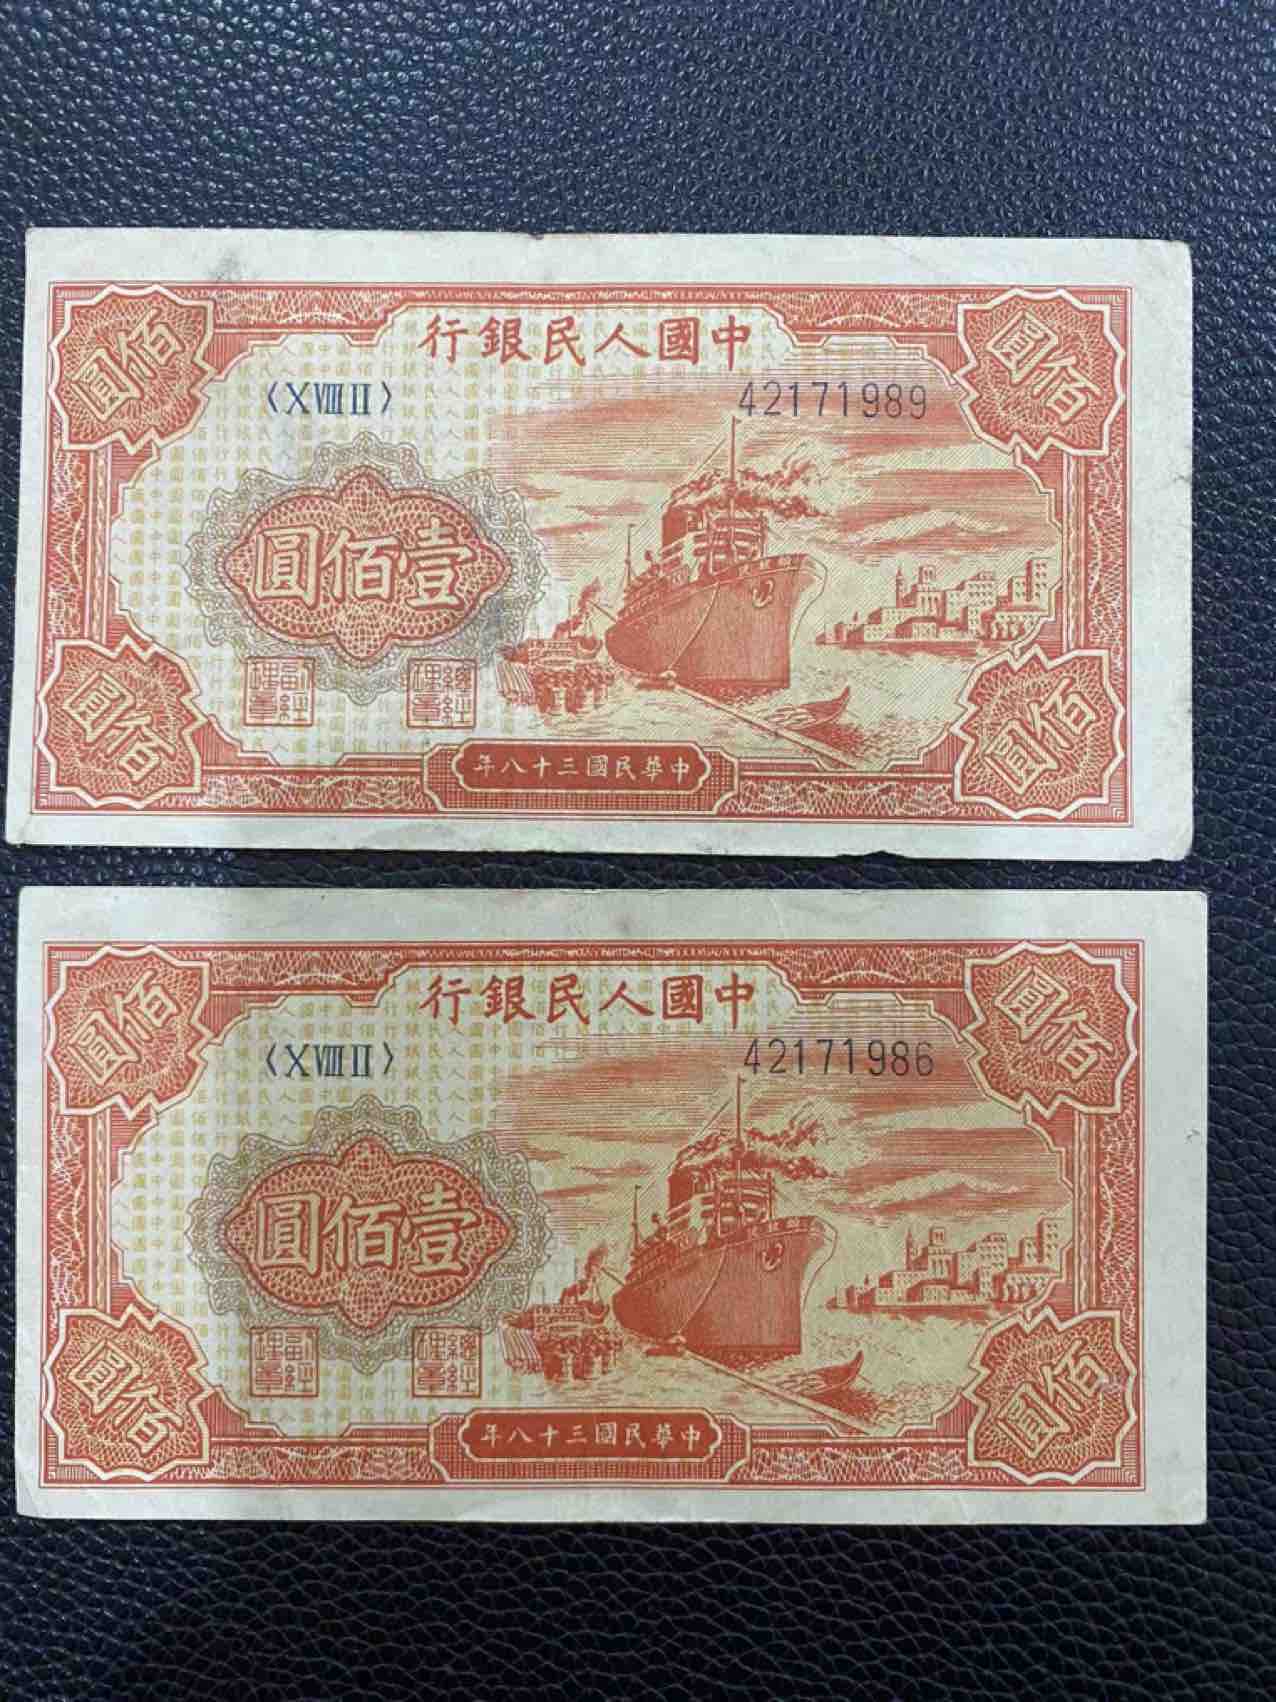 中國人民銀行
〈ⅩⅧⅡ〉
42171989
佰圓
佰圓
壹佰圓
總經理章
副經理章
佰圓
佰圓
中華民國三十八年
中國人民銀行
〈ⅩⅧⅡ〉
42171986
佰圓
佰圓
壹佰圓
總經理章
副經理章
佰圓
佰圓
中華民國三十八年